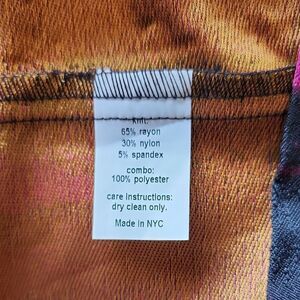 knit:
65% rayon
30% nylon
5% spandex
combo:
100% polyester
care instructions:
dry clean only.
Made In NYC